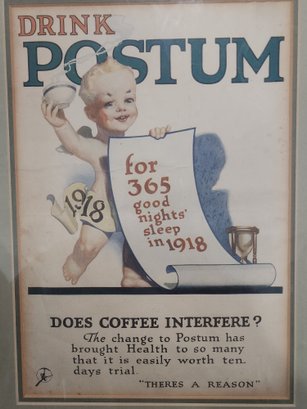 DRINK
POSTUM
1918
for
365
good
nights'
sleep
in 1918
DOES COFFEE INTERFERE?
The change to Postum has
brought Health to so many
that it is easily worth ten
days trial.
"THERES A REASON"